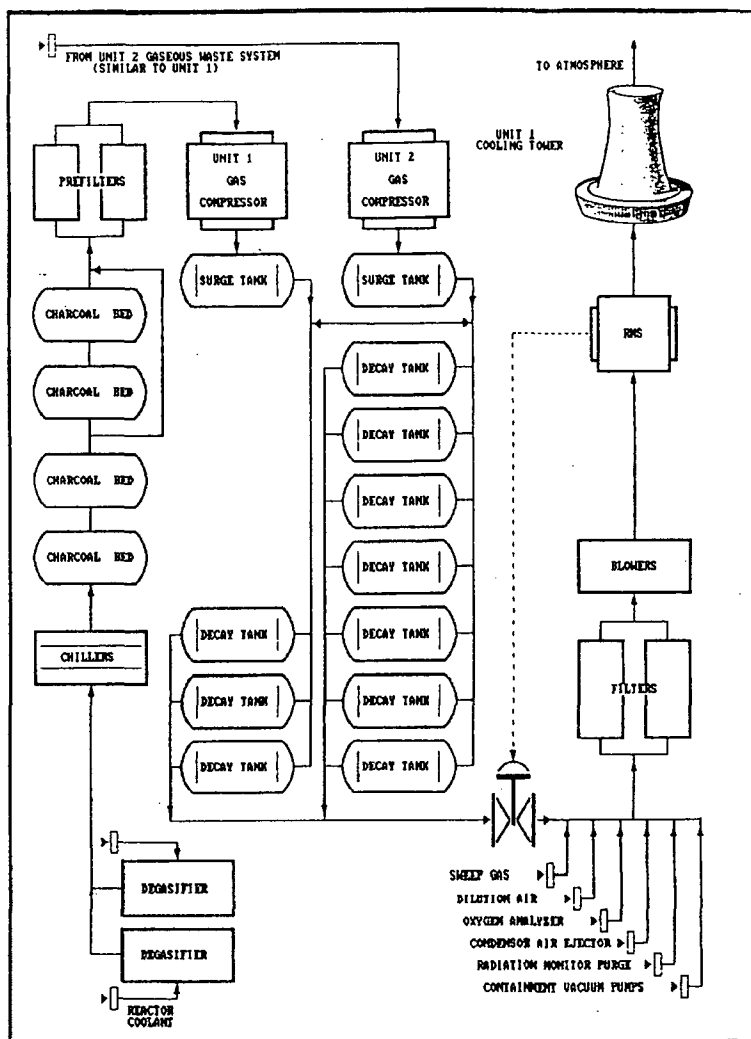 FROM UNIT 2 GASEOUS WASTE SYSTEM
(SIMILAR TO UNIT 1)
TO ATMOSPHERE
UNIT 1
COOLING TOWER
PREFILTERS
UNIT 1
GAS
COMPRESSOR
UNIT 2
GAS
COMPRESSOR
SURGE TANK
SURGE TANK
RMS
CHARCOAL BED
CHARCOAL BED
CHARCOAL BED
CHARCOAL BED
CHILLERS
DECAY TANK
DECAY TANK
DECAY TANK
DECAY TANK
DECAY TANK
DECAY TANK
DECAY TANK
DECAY TANK
DECAY TANK
DECAY TANK
BLOWERS
FILTERS
DEGASIFIER
DEGASIFIER
REACTOR
COOLANT
SWEEP GAS
DILUTION AIR
OXYGEN ANALYZER
CONDENSOR AIR EJECTOR
RADIATION MONITOR PURGE
CONTAINMENT VACUUM PUMPS